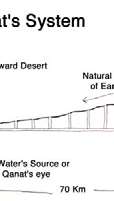 at's System
ward Desert
Natural
of Ear
Water's Source or
Qanat's eye
70 Km